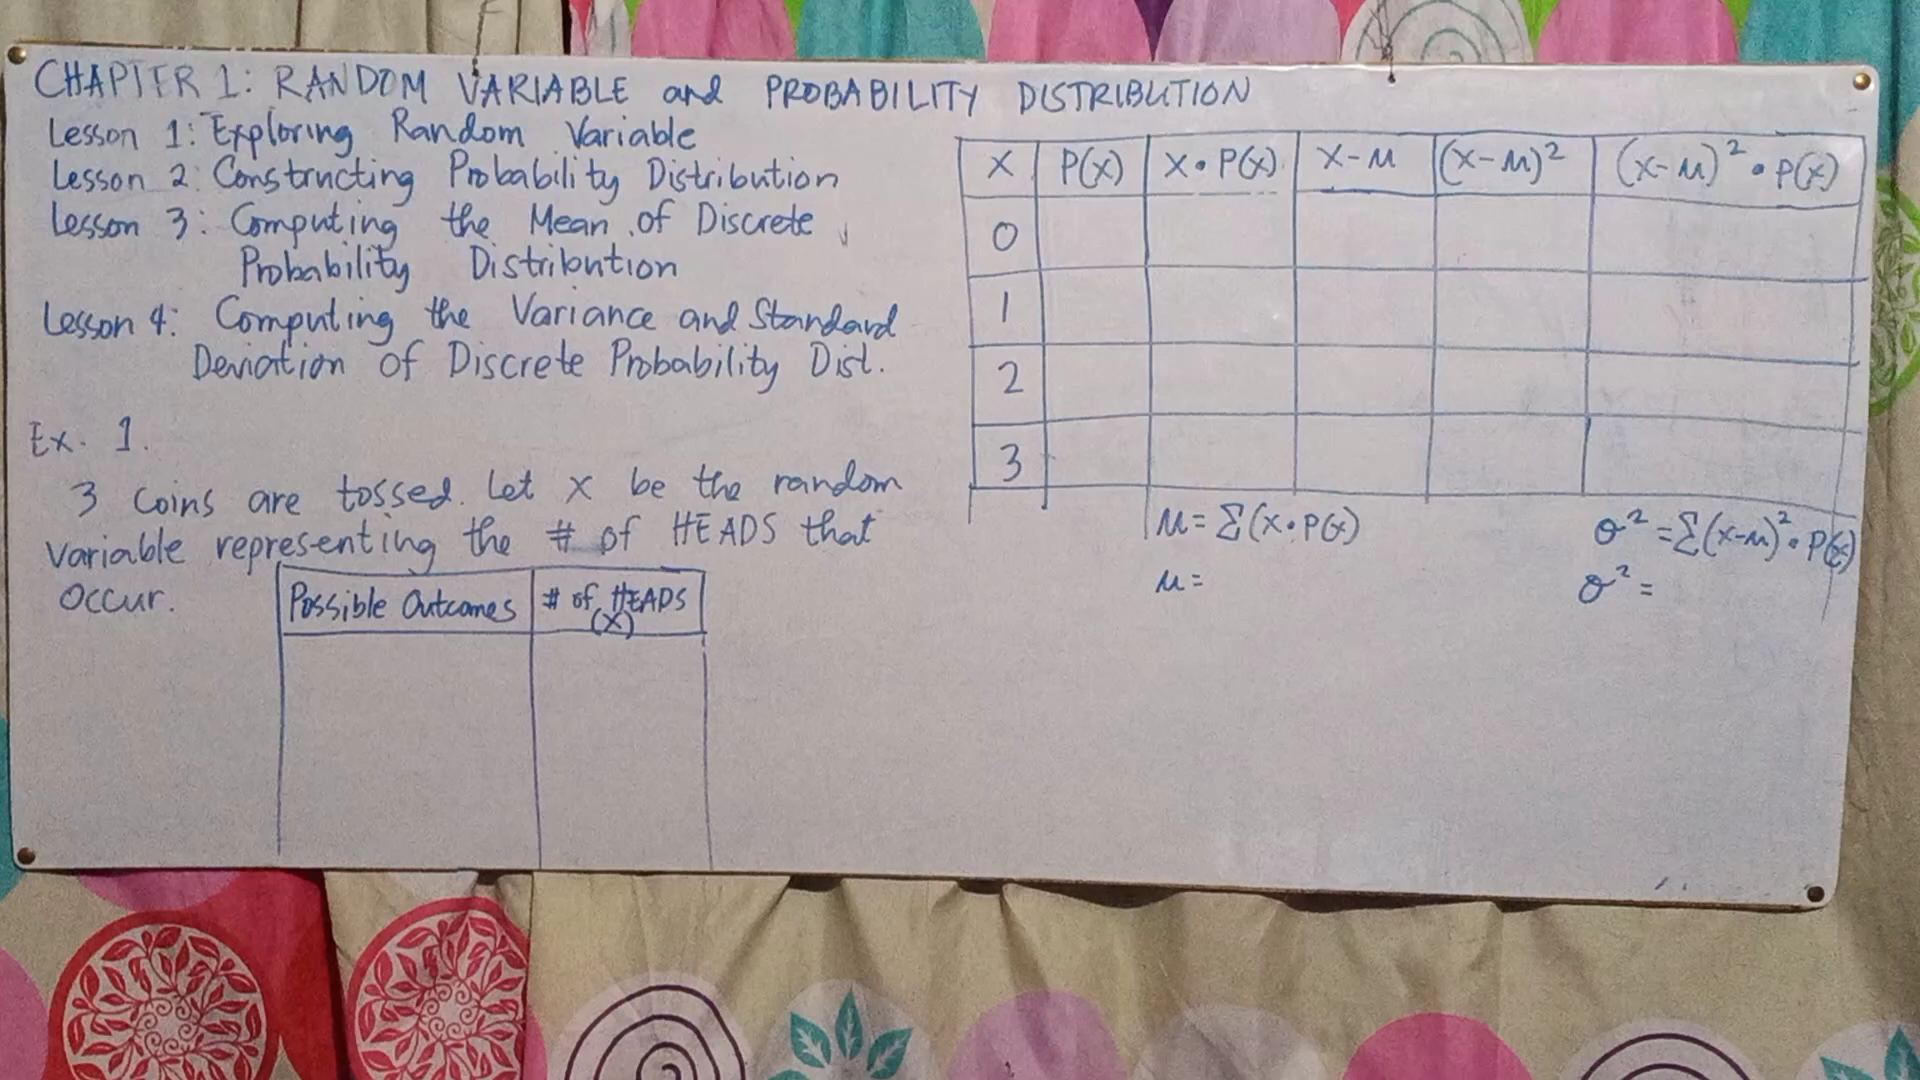 CHAPTER 1: RANDOM VARIABLE and PROBABILITY DISTRIBUTION
Lesson 1: Exploring Random Variable
Lesson 2: Constructing Probability Distribution
Lesson 3: Computing the Mean of Discrete
Probability Distribution
Lesson 4: Computing the Variance and Standard
Deviation of Discrete Probability Dist.
Ex. 1.
3 coins are tossed. Let X be the random
variable representing the # of HEADS that
occur.
Possible Outcomes # of HEADS
(X)
X P(X) X • P(X) X-μ (X-μ)² (X-μ)² • P(X)
0
1
2
3
μ = Σ(X • P(X)) σ² = Σ(X-μ)² • P(X)
μ = σ² =